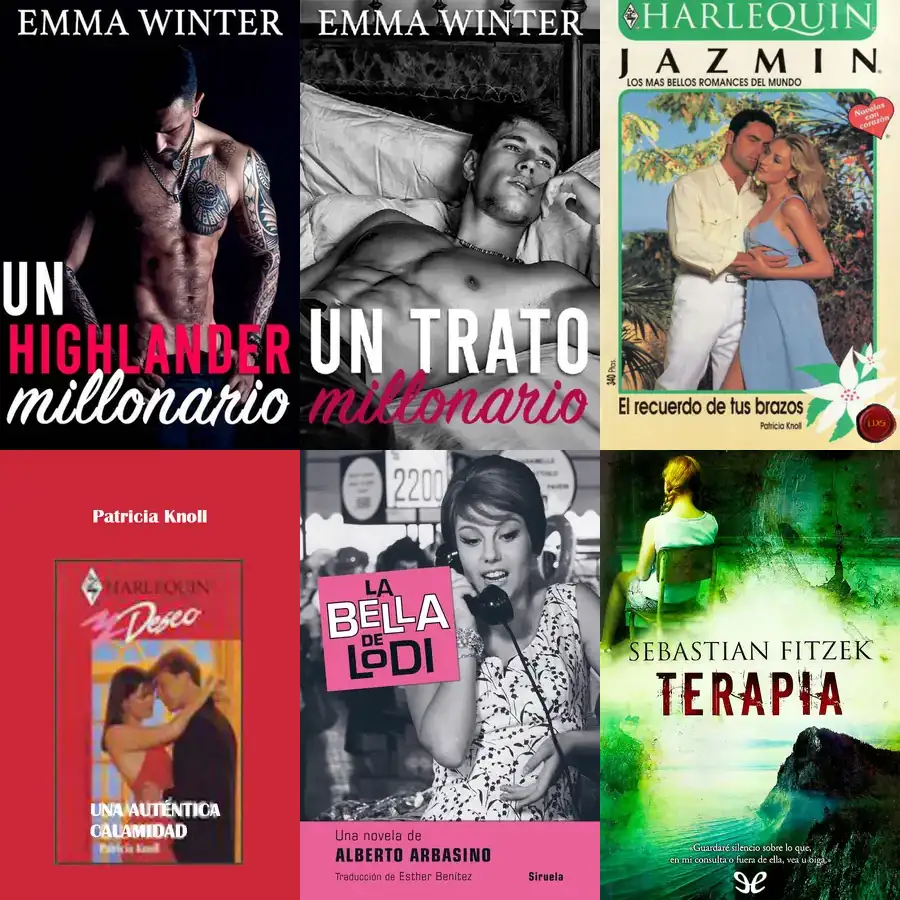 EMMA WINTER
UN
HIGHLANDER
millonario
EMMA WINTER
UN TRATO
millonario
HARLEQUIN
JAZMIN
LOS MAS BELLOS ROMANCES DEL MUNDO
Novelas
con
corazón
340 Ptas.
El recuerdo de tus brazos
Patricia Knoll
LDS
Patricia Knoll
HARLEQUIN
Deseo
UNA AUTÉNTICA
CALAMIDAD
Patricia Knoll
2200
LA
BELLA
DE
LODI
Una novela de
ALBERTO ARBASINO
Traducción de Esther Benítez
Siruela
SEBASTIAN FITZEK
TERAPIA
«Guardaré silencio sobre lo que,
en mi consulta o fuera de ella, vea u oiga.»